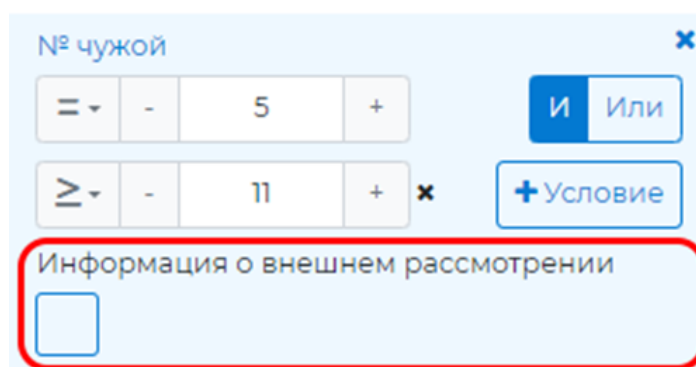 № чужой ×
= - 5 + И Или
≥ - 11 + × + Условие
Информация о внешнем рассмотрении